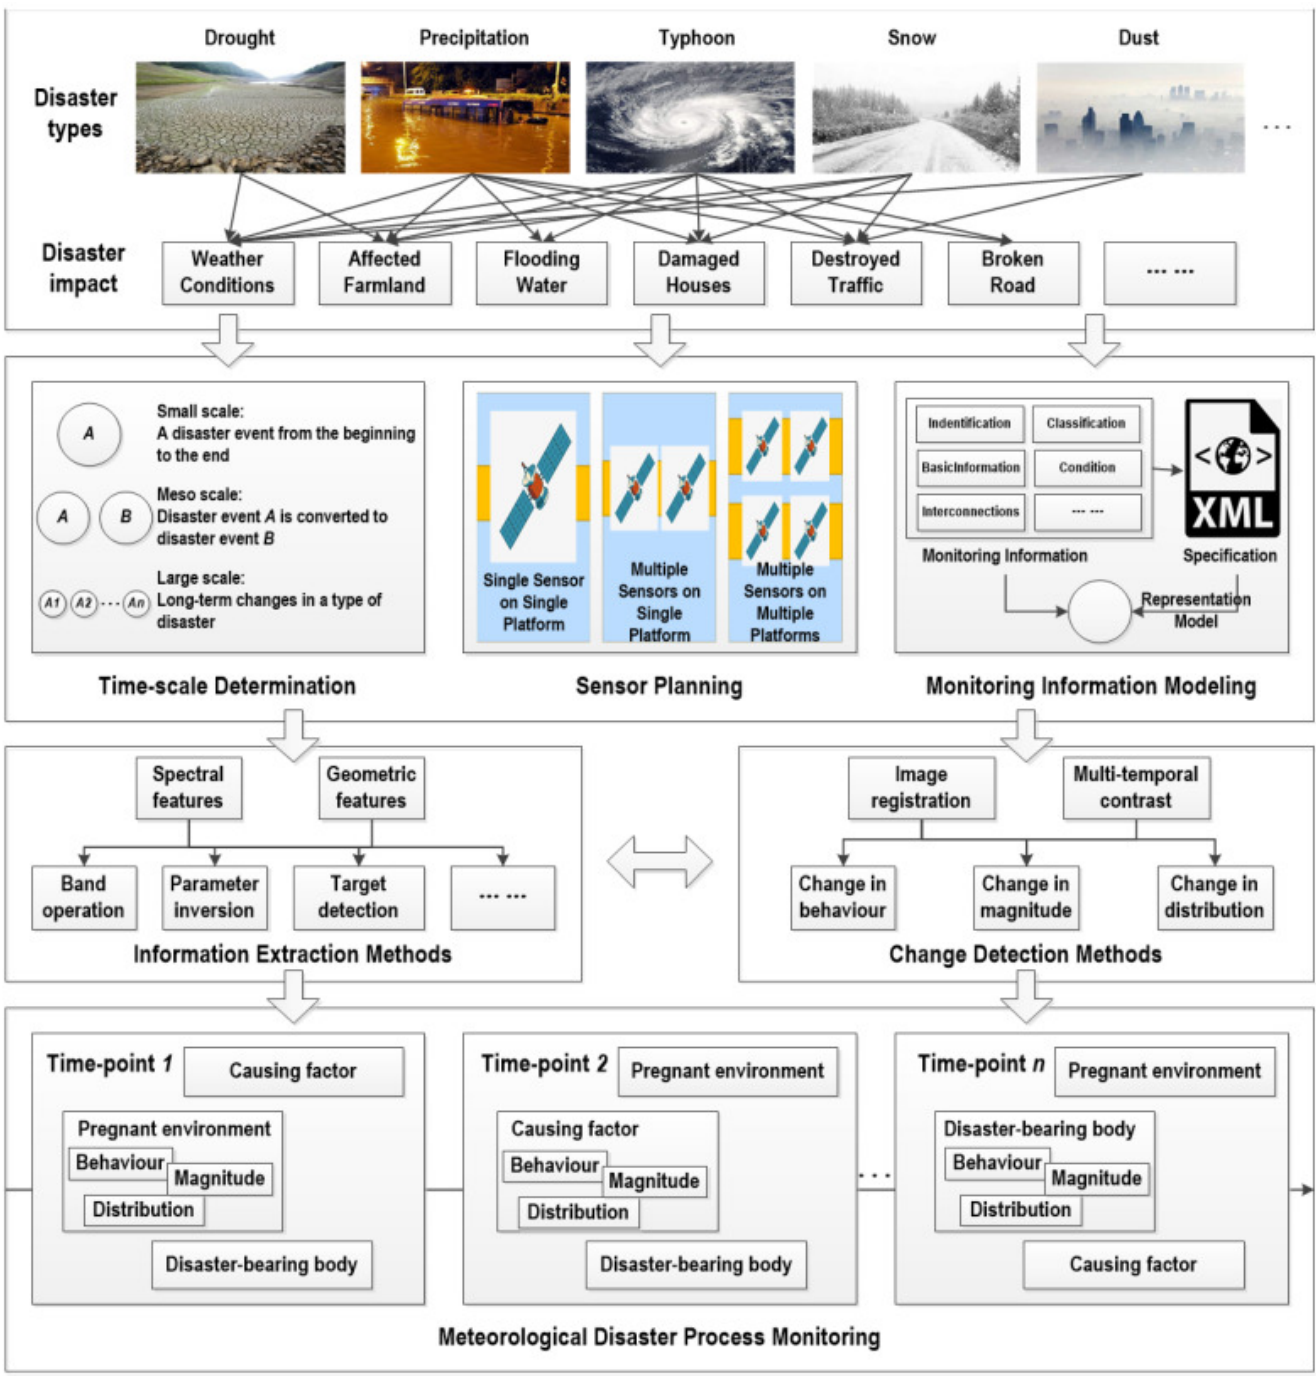 Drought
Precipitation
Typhoon
Snow
Dust
Disaster
types
... 
Disaster
impact
Weather
Conditions
Affected
Farmland
Flooding
Water
Damaged
Houses
Destroyed
Traffic
Broken
Road
... ...
A
Small scale:
A disaster event from the beginning
to the end
A
B
Meso scale:
Disaster event A is converted to
disaster event B
A1
A2
...
An
Large scale:
Long-term changes in a type of
disaster
Time-scale Determination
Single Sensor
on Single
Platform
Multiple
Sensors on
Single
Platform
Multiple
Sensors on
Multiple
Platforms
Sensor Planning
Indentification
Classification
BasicInformation
Condition
Interconnections
... ...
< >
XML
Monitoring Information
Specification
Representation
Model
Monitoring Information Modeling
Spectral
features
Geometric
features
Band
operation
Parameter
inversion
Target
detection
... ...
Information Extraction Methods
Image
registration
Multi-temporal
contrast
Change in
behaviour
Change in
magnitude
Change in
distribution
Change Detection Methods
Time-point 1
Causing factor
Pregnant environment
Behaviour
Magnitude
Distribution
Disaster-bearing body
Time-point 2
Pregnant environment
Causing factor
Behaviour
Magnitude
Distribution
Disaster-bearing body
...
Time-point n
Pregnant environment
Disaster-bearing body
Behaviour
Magnitude
Distribution
Causing factor
Meteorological Disaster Process Monitoring